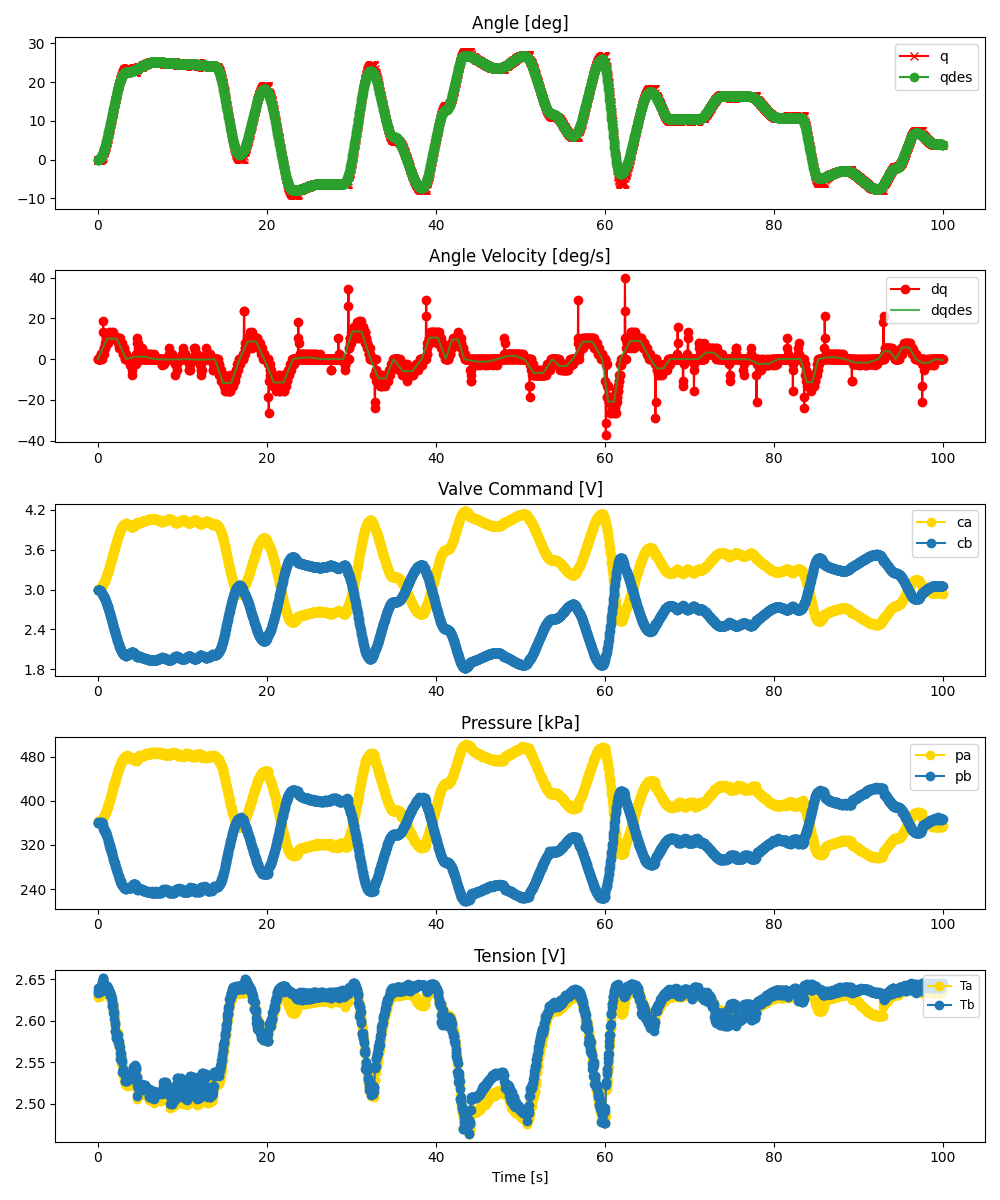 Angle [deg]
30
20
10
0
−10
q
qdes
0 20 40 60 80 100
Angle Velocity [deg/s]
40
20
0
−20
−40
dq
dqdes
0 20 40 60 80 100
Valve Command [V]
4.2
3.6
3.0
2.4
1.8
ca
cb
0 20 40 60 80 100
Pressure [kPa]
480
400
320
240
pa
pb
0 20 40 60 80 100
Tension [V]
2.65
2.60
2.55
2.50
Ta
Tb
0 20 40 60 80 100
Time [s]